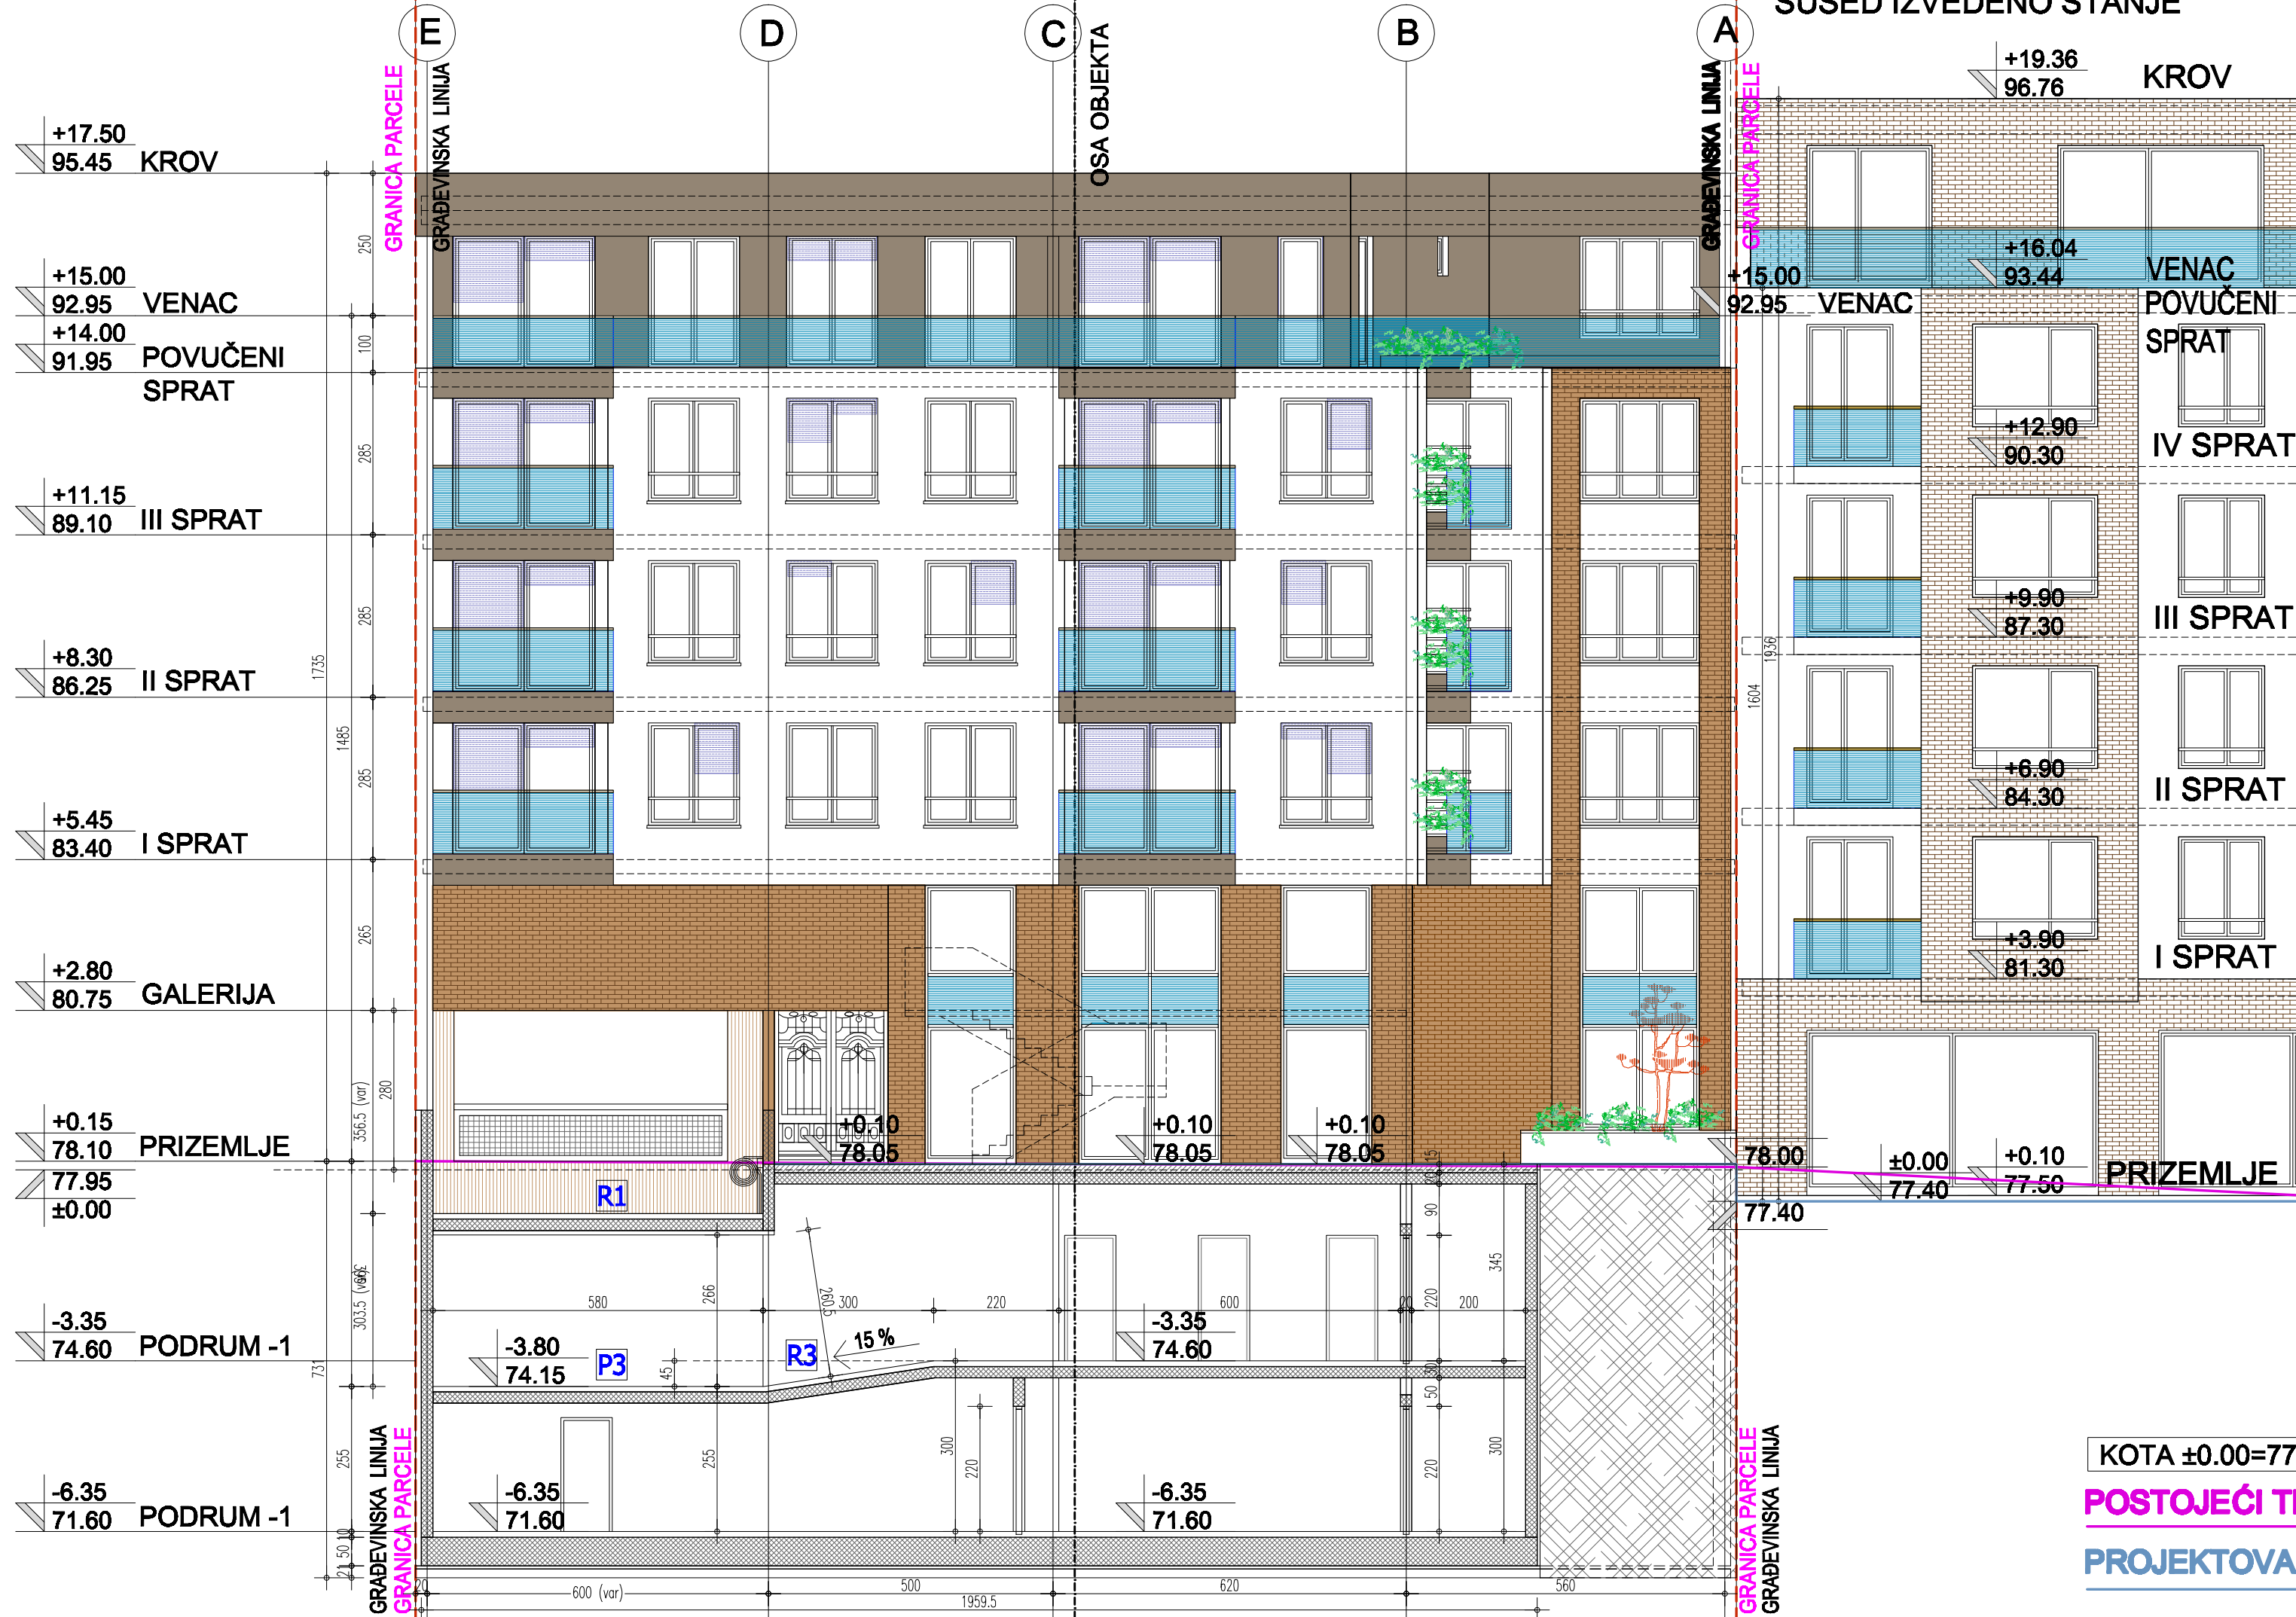 SUSED IZVEDENO STANJE
E
D
C
B
A
GRANICA PARCELE
GRAĐEVINSKA LINIJA
OSA OBJEKTA
GRAĐEVINSKA LINIJA
GRANICA PARCELE
+19.36
96.76
KROV
+17.50
95.45
KROV
250
+16.04
93.44
VENAC
POVUČENI
SPRAT
+15.00
92.95
VENAC
+15.00
92.95
VENAC
100
+14.00
91.95
POVUČENI
SPRAT
285
+12.90
90.30
IV SPRAT
+11.15
89.10
III SPRAT
285
+9.90
87.30
III SPRAT
1735
1936
1604
+8.30
86.25
II SPRAT
1485
285
+6.90
84.30
II SPRAT
+5.45
83.40
I SPRAT
265
+3.90
81.30
I SPRAT
+2.80
80.75
GALERIJA
280
356.5 (var)
+0.15
78.10
PRIZEMLJE
77.95
±0.00
+0.10
78.05
+0.10
78.05
+0.10
78.05
78.00
±0.00
77.40
+0.10
77.50
PRIZEMLJE
77.40
R1
15
90
345
266
303.5 (var)
580
300
260.5
220
600
20
220
200
-3.35
74.60
PODRUM -1
-3.80
74.15
P3
45
R3
15 %
-3.35
74.60
30
50
731
255
255
300
220
220
300
-6.35
71.60
PODRUM -1
-6.35
71.60
-6.35
71.60
10
50
21
GRAĐEVINSKA LINIJA
GRANICA PARCELE
GRANICA PARCELE
GRAĐEVINSKA LINIJA
20
600 (var)
500
620
560
1959.5
KOTA ±0.00=77
POSTOJEĆI
PROJEKTOVA